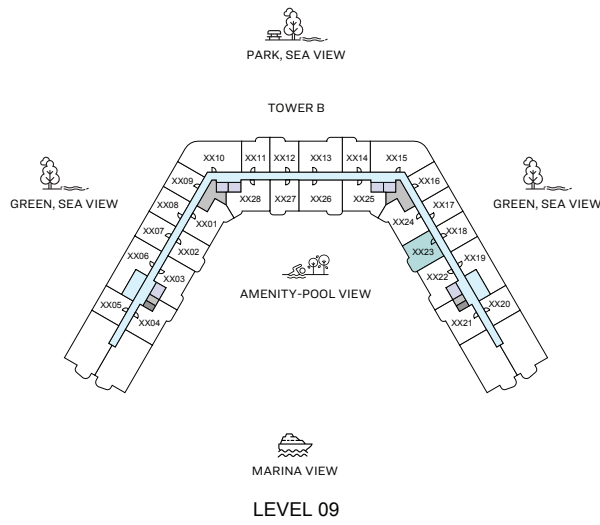 PARK, SEA VIEW
TOWER B
XX10
XX11
XX12
XX13
XX14
XX15
XX09
XX16
XX08
XX28
XX27
XX26
XX25
XX17
XX07
XX01
XX24
XX18
XX06
XX02
XX23
XX19
XX03
XX22
XX05
XX04
XX21
XX20
GREEN, SEA VIEW
GREEN, SEA VIEW
AMENITY-POOL VIEW
MARINA VIEW
LEVEL 09